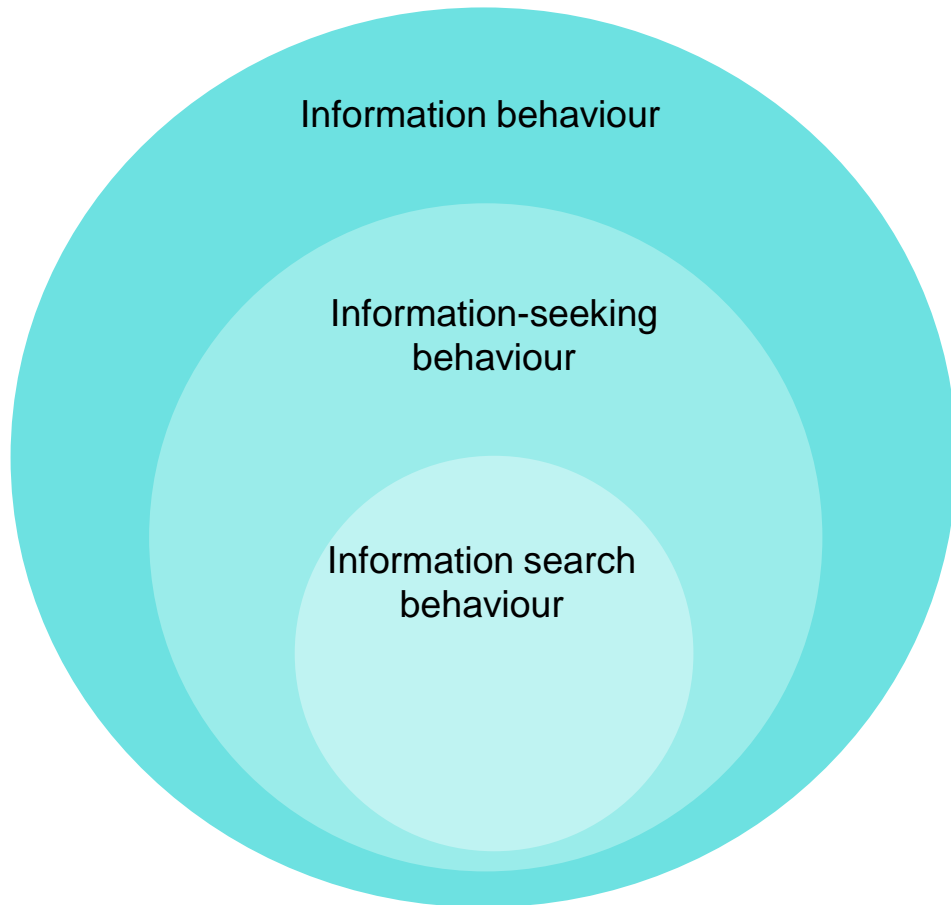 Information behaviour
Information-seeking
behaviour
Information search
behaviour